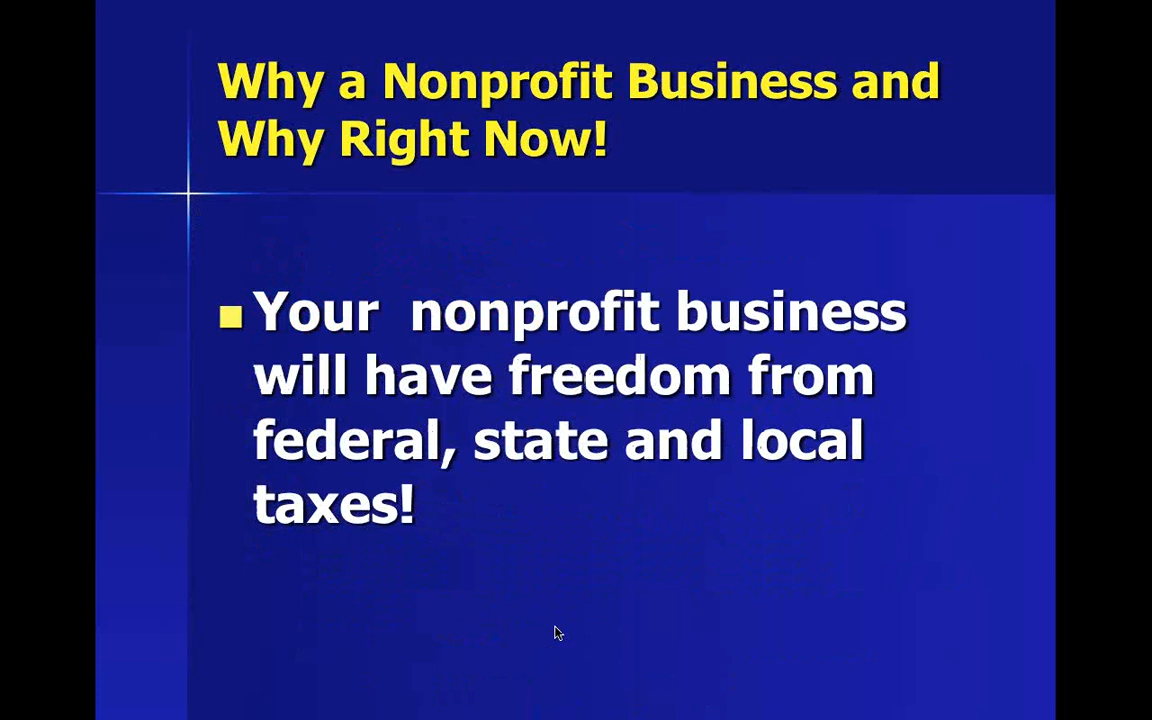 Why a Nonprofit Business and
Why Right Now!
Your nonprofit business
will have freedom from
federal, state and local
taxes!